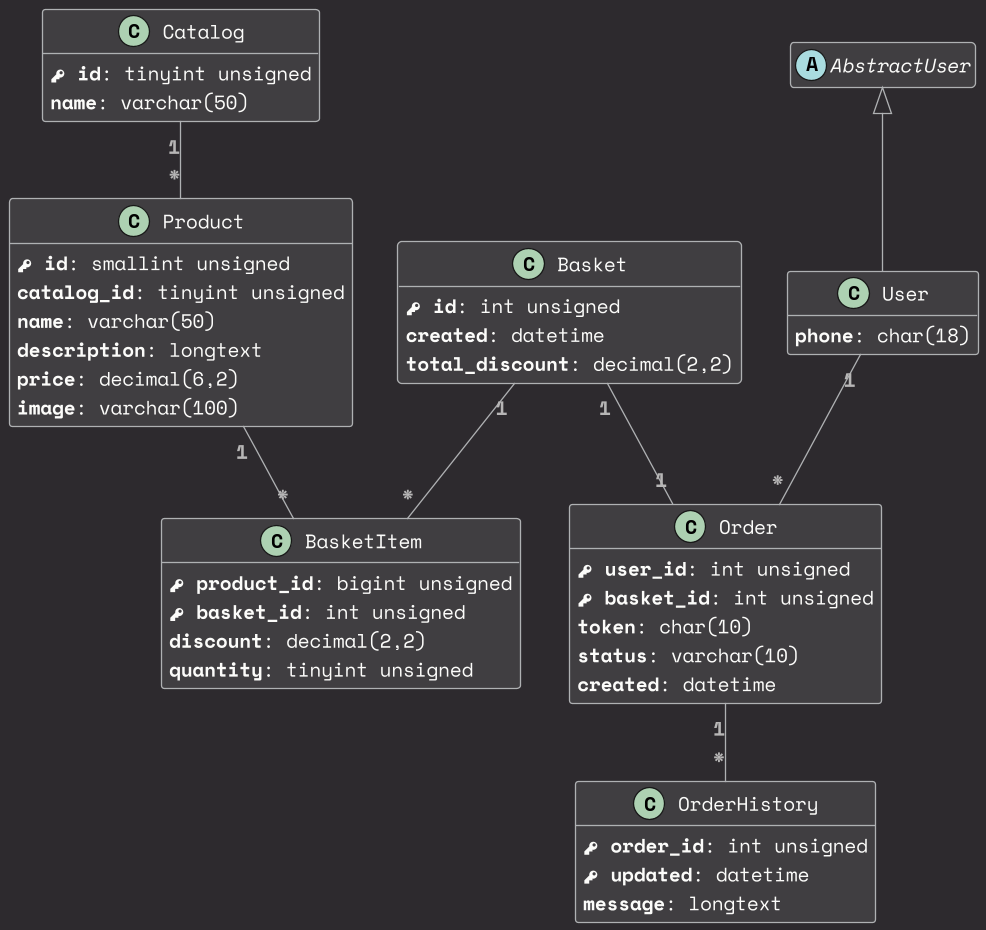 C Catalog
id: tinyint unsigned
name: varchar(50)
1
*
A AbstractUser
C Product
id: smallint unsigned
catalog_id: tinyint unsigned
name: varchar(50)
description: longtext
price: decimal(6,2)
image: varchar(100)
C Basket
id: int unsigned
created: datetime
total_discount: decimal(2,2)
C User
phone: char(18)
1
*
1
*
1
1
1
*
C BasketItem
product_id: bigint unsigned
basket_id: int unsigned
discount: decimal(2,2)
quantity: tinyint unsigned
C Order
user_id: int unsigned
basket_id: int unsigned
token: char(10)
status: varchar(10)
created: datetime
1
*
C OrderHistory
order_id: int unsigned
updated: datetime
message: longtext